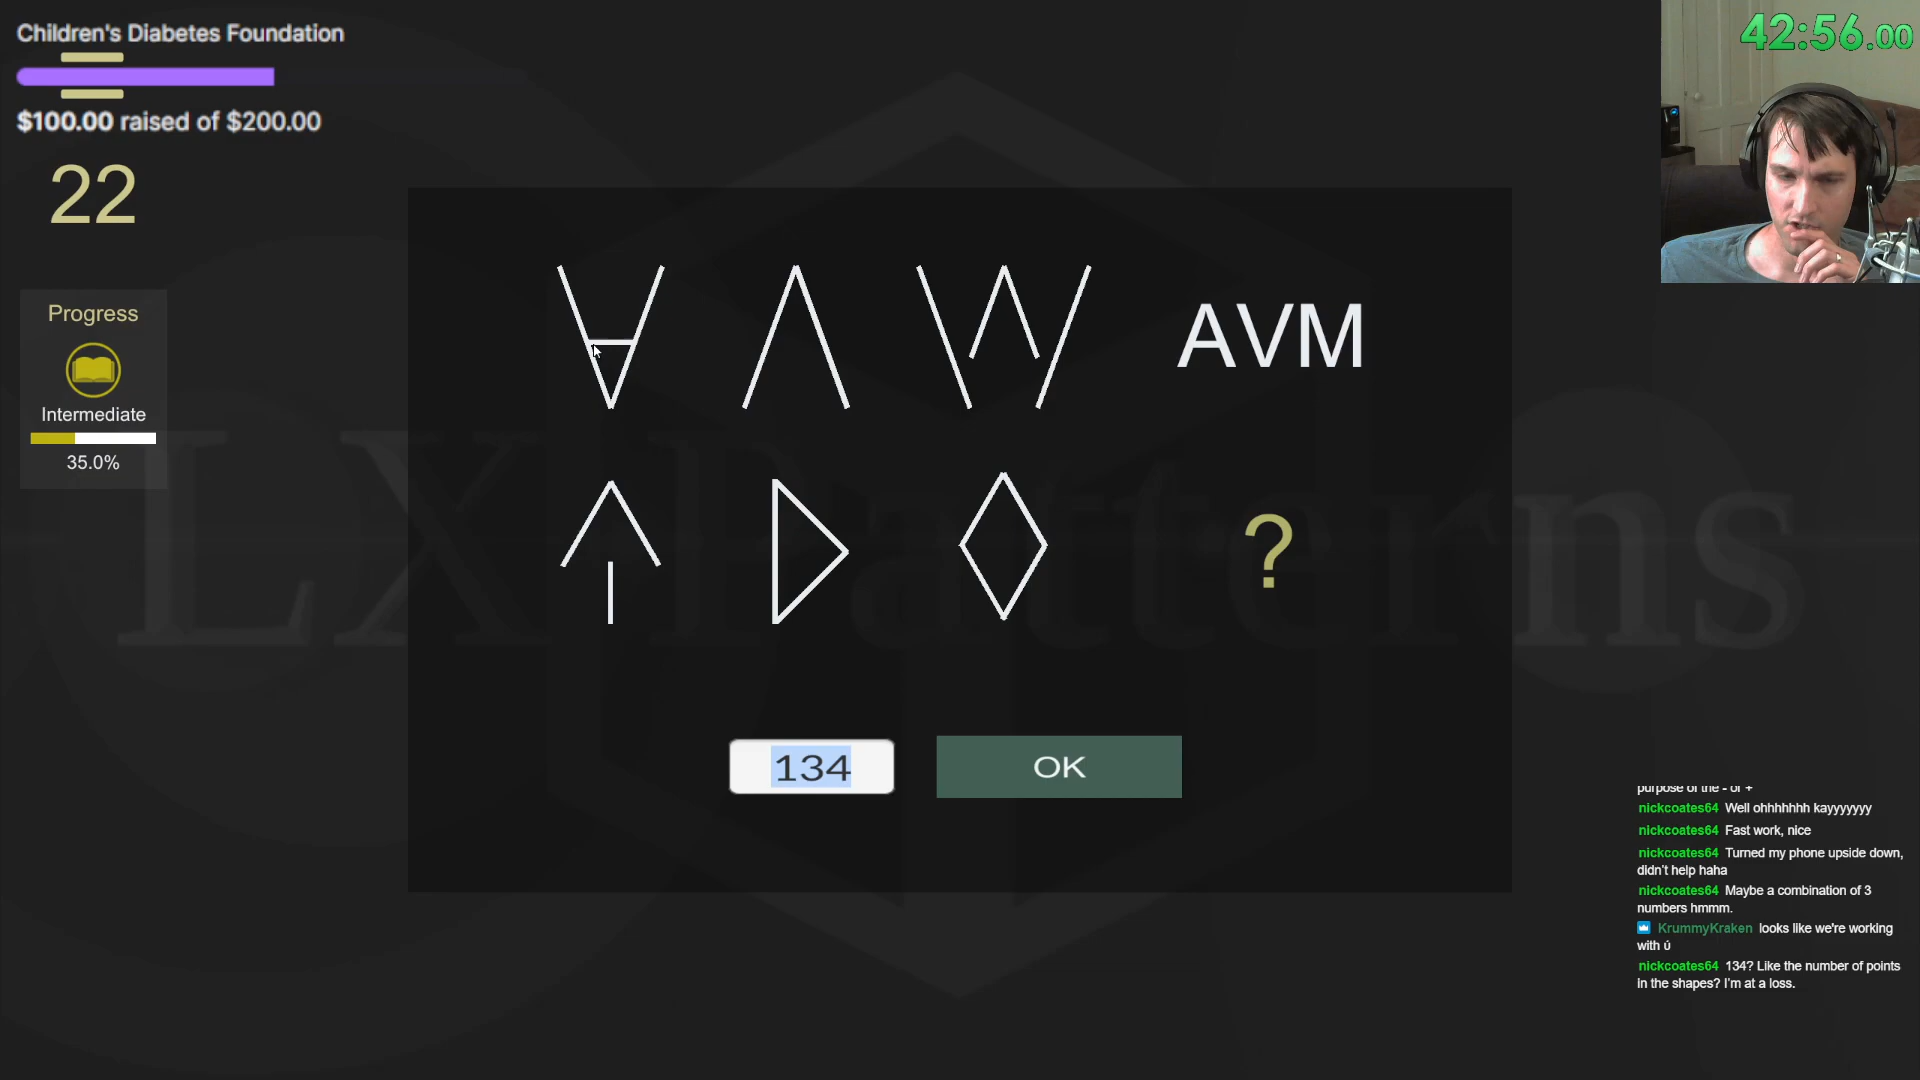 Children's Diabetes Foundation
$100.00 raised of $200.00
22
Progress
Intermediate
35.0%
42:56.00
AVM
?
134
OK
LX Patterns
nickcoates64 Well ohhhhhhh kayyyyyyy
nickcoates64 Fast work, nice
nickcoates64 Turned my phone upside down,
didn't help haha
nickcoates64 Maybe a combination of 3
numbers hmmm.
KrummyKraken looks like we're working
with ú
nickcoates64 134? Like the number of points
in the shapes? I'm at a loss.